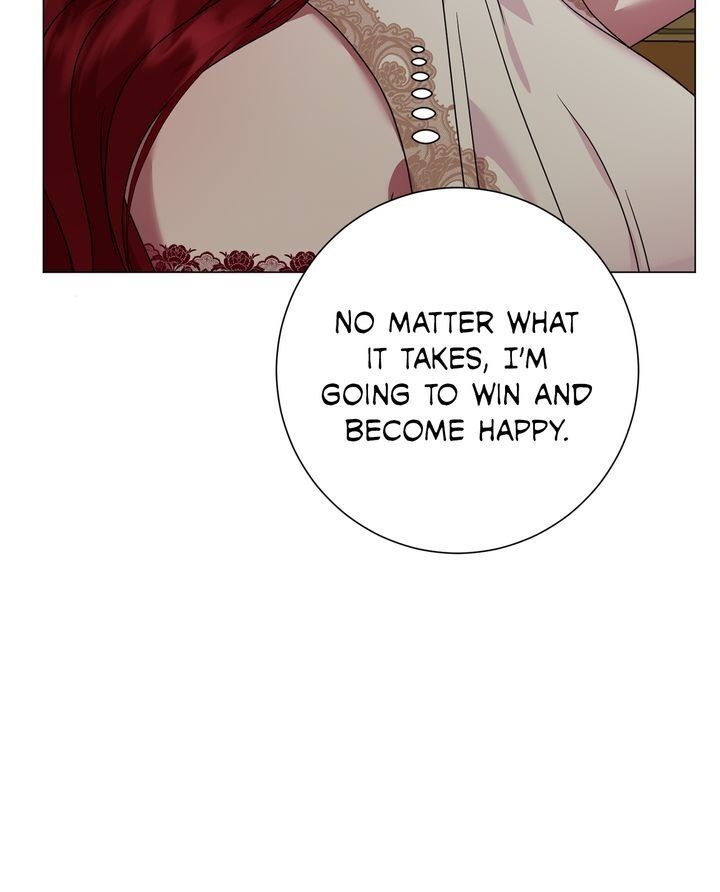 NO MATTER WHAT
IT TAKES, I'M
GOING TO WIN AND
BECOME HAPPY.